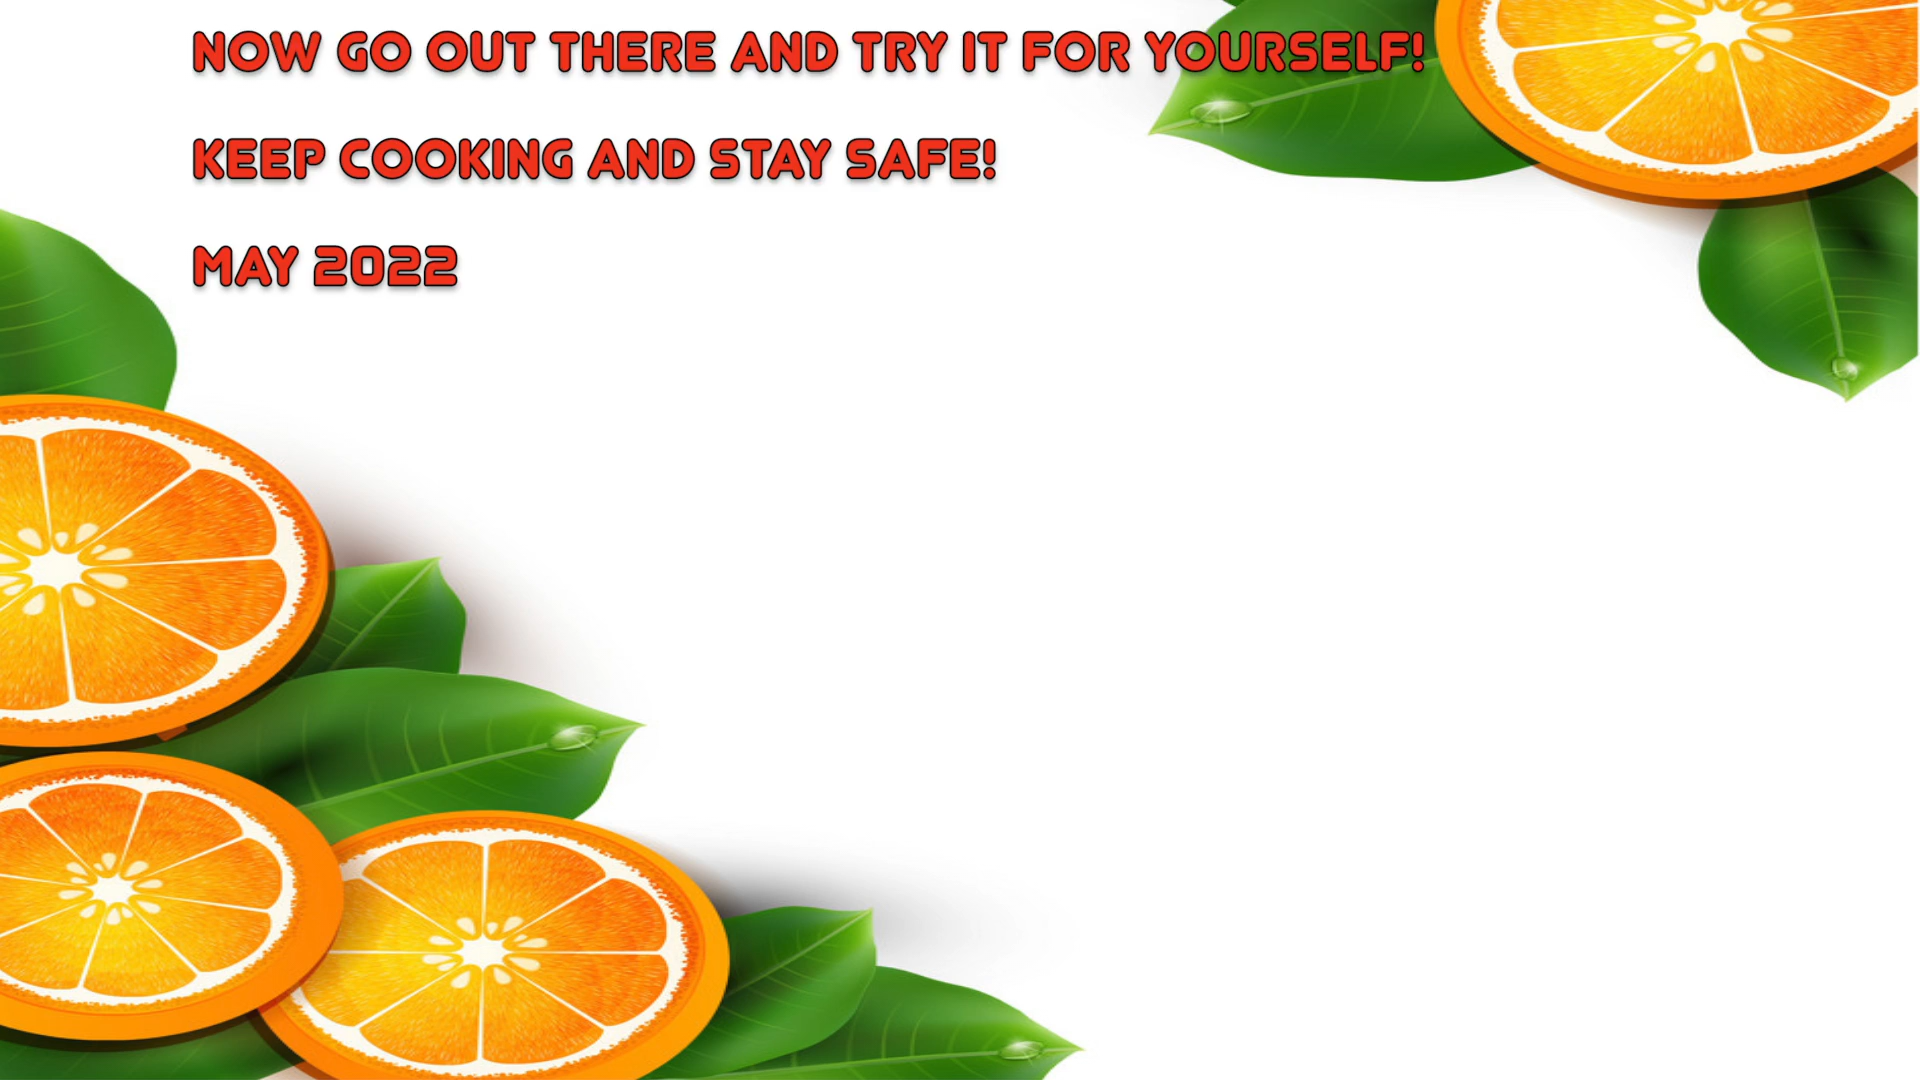 NOW GO OUT THERE AND TRY IT FOR YOURSELF!
KEEP COOKING AND STAY SAFE!
MAY 2022